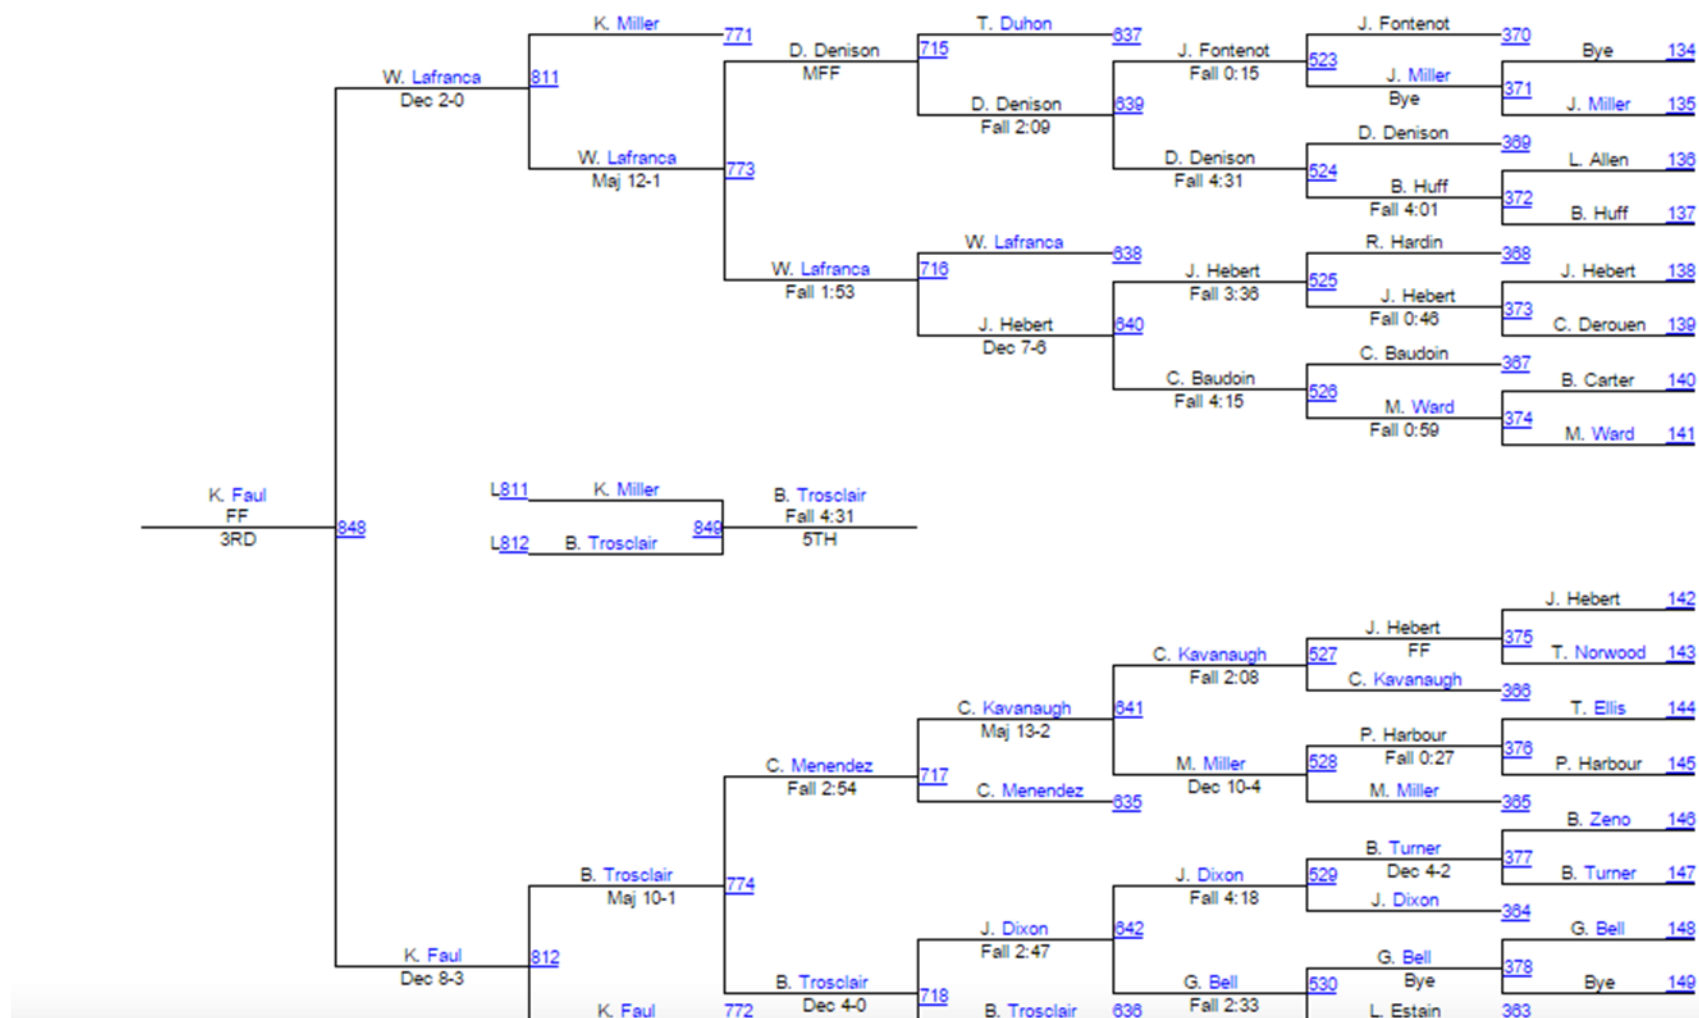 K. Miller
771
T. Duhon
637
J. Fontenot
370
D. Denison
MFF
715
J. Fontenot
Fall 0:15
523
Bye
134
W. Lafranca
Dec 2-0
811
J. Miller
Bye
371
D. Denison
Fall 2:09
639
J. Miller
135
D. Denison
369
W. Lafranca
Maj 12-1
773
D. Denison
Fall 4:31
524
L. Allen
136
B. Huff
Fall 4:01
372
B. Huff
137
W. Lafranca
638
R. Hardin
368
W. Lafranca
Fall 1:53
716
J. Hebert
Fall 3:36
525
J. Hebert
138
J. Hebert
Fall 0:46
373
J. Hebert
Dec 7-6
640
C. Derouen
139
C. Baudoin
367
C. Baudoin
Fall 4:15
526
B. Carter
140
M. Ward
Fall 0:59
374
M. Ward
141
K. Faul
FF
3RD
848
L811
K. Miller
L812
B. Trosclair
849
B. Trosclair
Fall 4:31
5TH
J. Hebert
142
J. Hebert
FF
375
C. Kavanaugh
Fall 2:08
527
T. Norwood
143
C. Kavanaugh
366
C. Kavanaugh
Maj 13-2
641
T. Ellis
144
P. Harbour
Fall 0:27
376
C. Menendez
Fall 2:54
717
M. Miller
Dec 10-4
528
P. Harbour
145
C. Menendez
635
M. Miller
365
B. Zeno
146
B. Turner
Dec 4-2
377
B. Trosclair
Maj 10-1
774
J. Dixon
Fall 4:18
529
B. Turner
147
J. Dixon
364
J. Dixon
Fall 2:47
642
G. Bell
148
K. Faul
Dec 8-3
812
G. Bell
Bye
378
B. Trosclair
Dec 4-0
718
G. Bell
Fall 2:33
530
Bye
149
K. Faul
772
B. Trosclair
636
L. Estain
363